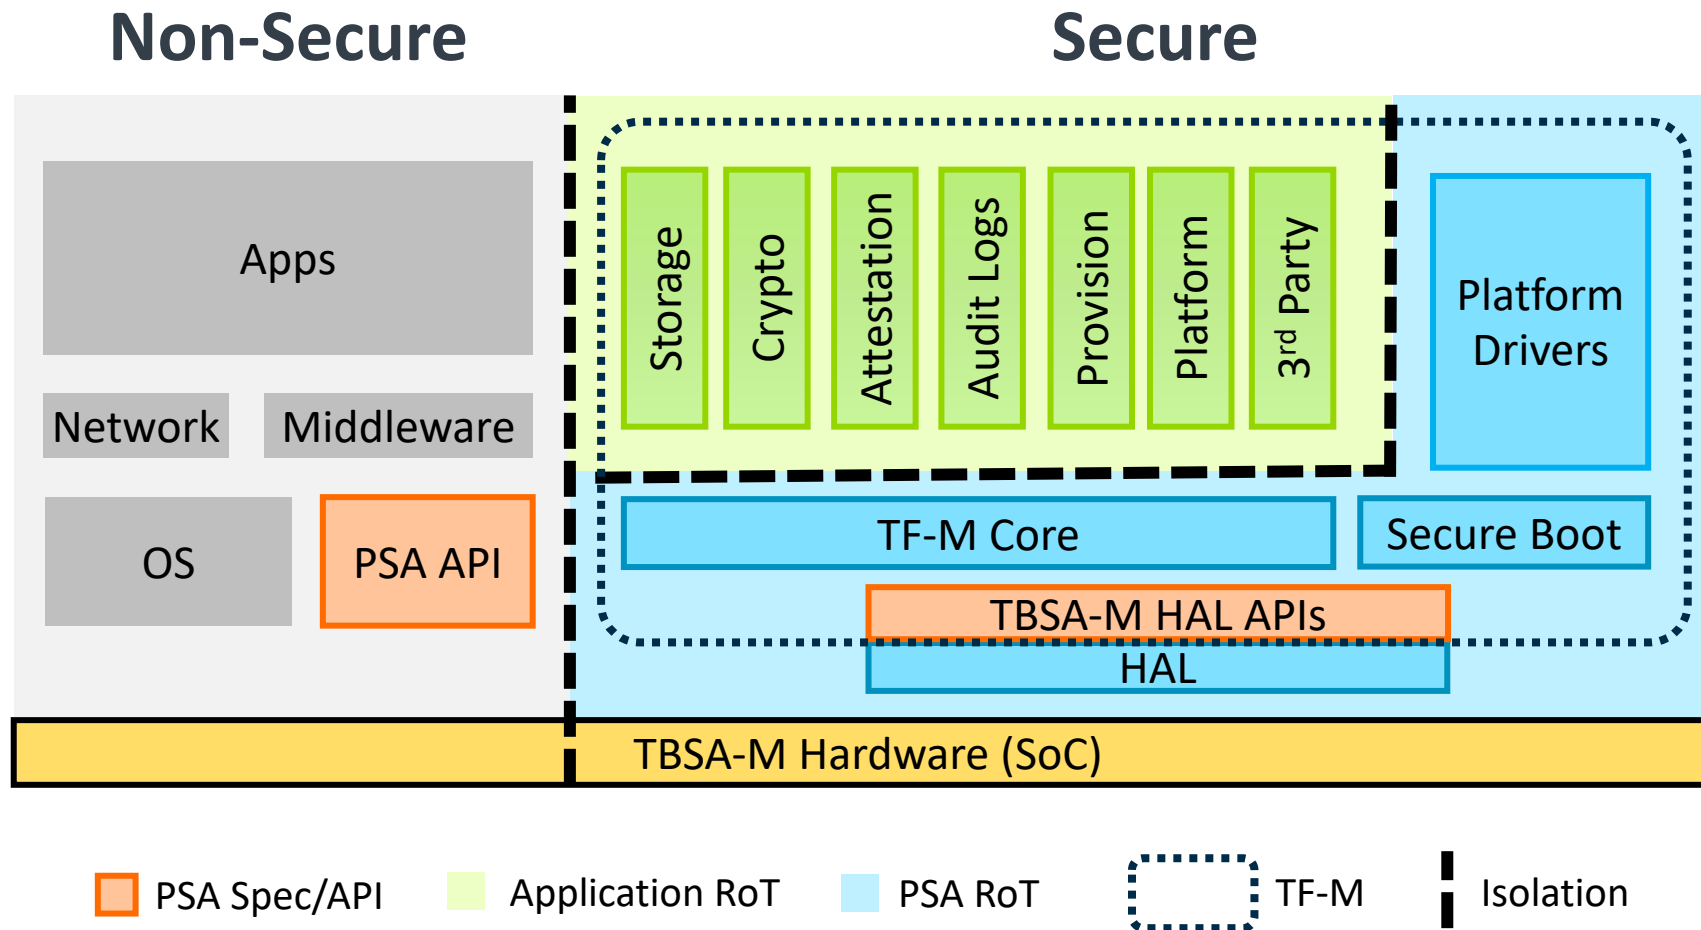 Non-Secure
Secure
Apps
Network
Middleware
OS
PSA API
Storage
Crypto
Attestation
Audit Logs
Provision
Platform
3rd Party
Platform
Drivers
TF-M Core
Secure Boot
TBSA-M HAL APIs
HAL
TBSA-M Hardware (SoC)
PSA Spec/API
Application RoT
PSA RoT
TF-M
Isolation